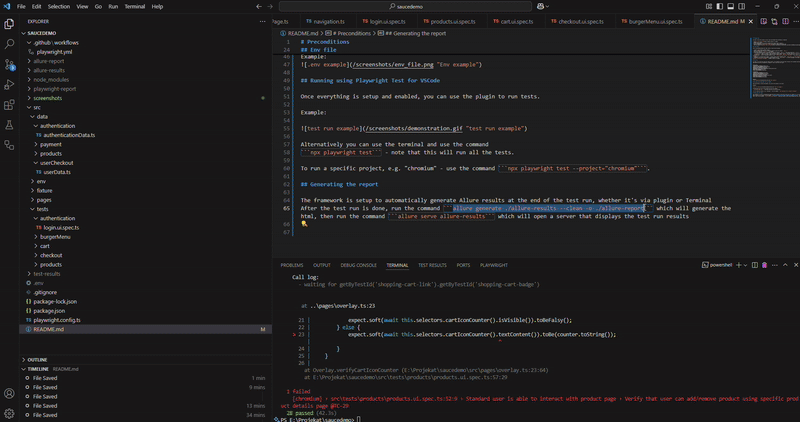 File Edit Selection View Go Run Terminal Help
saucedemo
EXPLORER
SAUCEDEMO
.github\workflows
playwright.yml
allure-report
allure-results
node_modules
playwright-report
screenshots
src
data
authentication
TS authenticationData.ts
payment
products
userCheckout
TS userData.ts
env
fixture
pages
tests
authentication
TS login.ui.spec.ts
burgerMenu
cart
checkout
products
test-results
.env
.gitignore
package-lock.json
package.json
playwright.config.ts
README.md M
OUTLINE
TIMELINE README.md
File Saved 1 min
File Saved 9 mins
File Saved
File Saved 13 mins
File Saved 34 mins
Page.ts navigation.ts login.ui.spec.ts products.ui.spec.ts cart.ui.spec.ts checkout.ui.spec.ts burgerMenu.ui.spec.ts README.md M
README.md > # Preconditions > ## Generating the report
1 # Preconditions
24 ## Env file
46 Example:
47 ![.env example](/screenshots/env_file.png "Env example")
48
49 ## Running using Playwright Test for VSCode
50
51 Once everything is setup and enabled, you can use the plugin to run tests.
52
53 Example:
54
55 ![test run example](/screenshots/demonstration.gif "test run example")
56
57 Alternatively you can use the terminal and use the command
58 ```npx playwright test``` - note that this will run all the tests.
59
60 To run a specific project, e.g. "chromium" - use the command ```npx playwright test --project="chromium"```.
61
62 ## Generating the report
63
64 The framework is setup to automatically generate Allure results at the end of the test run, whether it's via plugin or Terminal
65 After the test run is done, run the command ```allure generate ./allure-results --clean -o ./allure-report``` which will generate the
66 html, then run the command ```allure serve allure-results``` which will open a server that displays the test run results
67
PROBLEMS OUTPUT DEBUG CONSOLE TERMINAL TEST RESULTS PORTS PLAYWRIGHT
powershell
Call log:
- waiting for getByTestId('shopping-cart-link').getByTestId('shopping-cart-badge')
at ..\pages\overlay.ts:23
21 | expect.soft(await this.selectors.cartIconCounter().isVisible()).toBeFalsy();
22 | } else {
23 | expect.soft(await this.selectors.cartIconCounter().textContent()).toBe(counter.toString());
24 | }
25 | }
26 |
at Overlay.verifyCartIconCounter (E:\Projekat\saucedemo\src\pages\overlay.ts:23:64)
at E:\Projekat\saucedemo\src\tests\products\products.ui.spec.ts:57:29
1 failed
[chromium] › src\tests\products\products.ui.spec.ts:52:9 › Standard user is able to interact with product page › Verify that user can add/remove product using specific prod
uct details page @TC-20
28 passed (42.3s)
PS E:\Projekat\saucedemo>